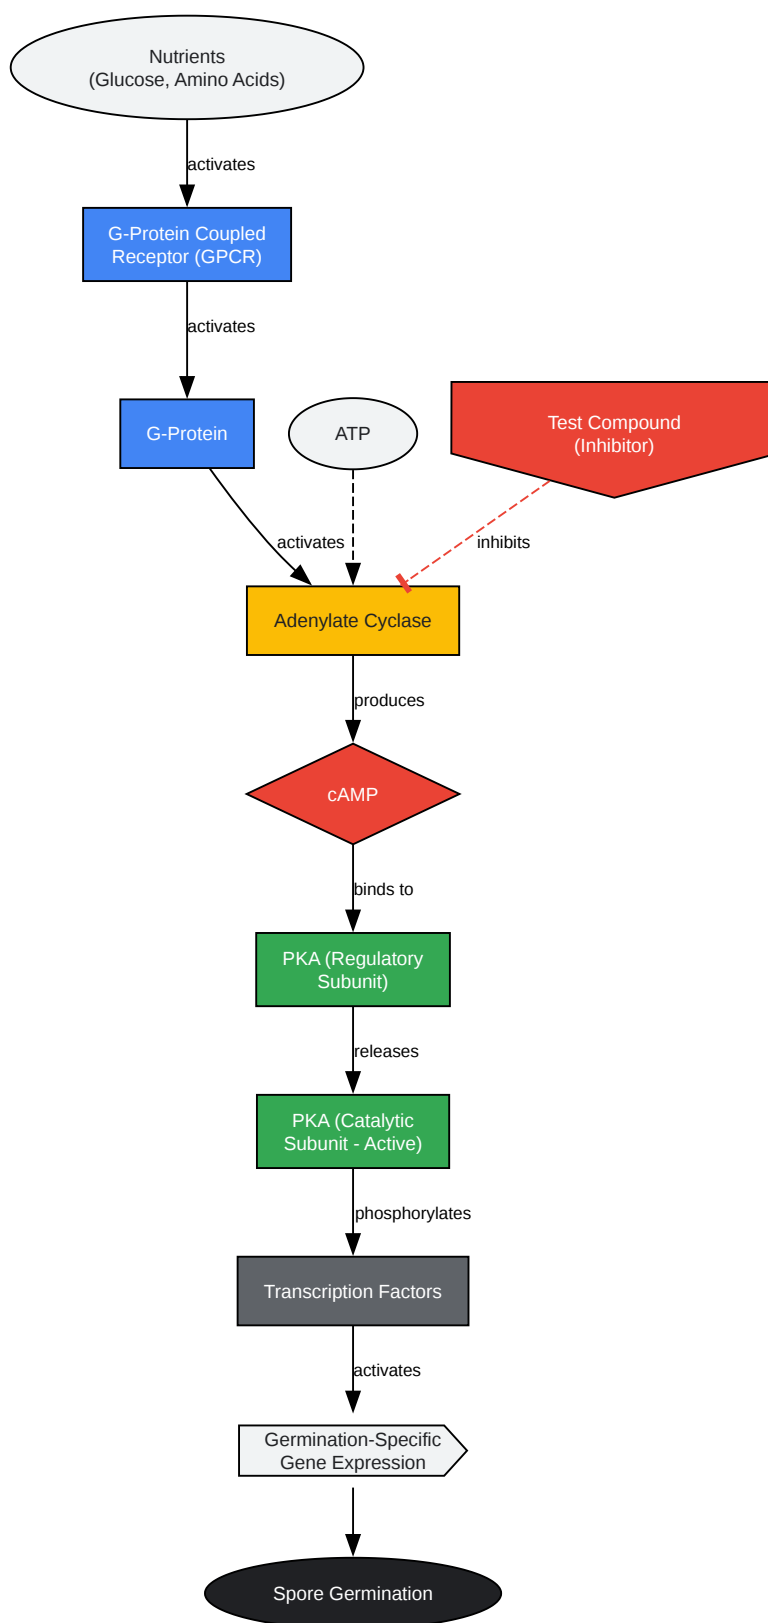 Nutrients
(Glucose, Amino Acids)
activates
G-Protein Coupled
Receptor (GPCR)
activates
G-Protein
ATP
Test Compound
(Inhibitor)
activates
inhibits
Adenylate Cyclase
produces
cAMP
binds to
PKA (Regulatory
Subunit)
releases
PKA (Catalytic
Subunit - Active)
phosphorylates
Transcription Factors
activates
Germination-Specific
Gene Expression
Spore Germination